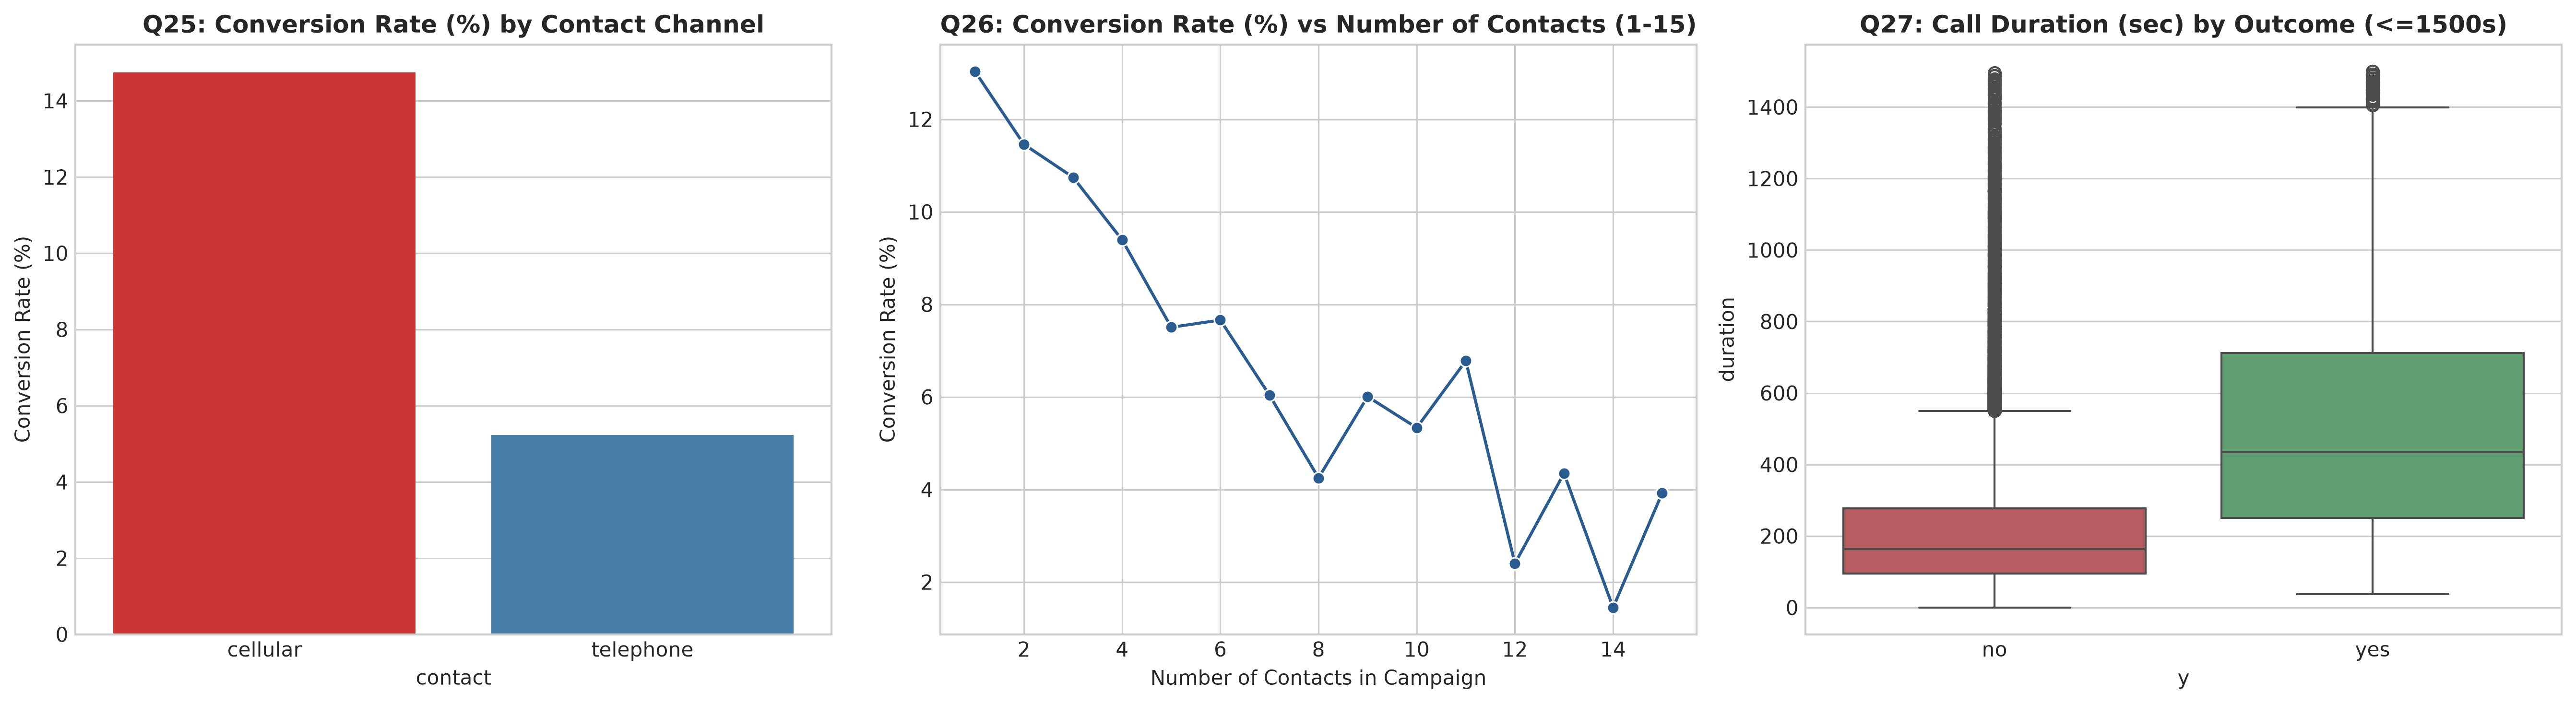 Q25: Conversion Rate (%) by Contact Channel
Conversion Rate (%)
14
12
10
8
6
4
2
0
cellular
telephone
contact
Q26: Conversion Rate (%) vs Number of Contacts (1-15)
Conversion Rate (%)
12
10
8
6
4
2
2
4
6
8
10
12
14
Number of Contacts in Campaign
Q27: Call Duration (sec) by Outcome (<=1500s)
duration
1400
1200
1000
800
600
400
200
0
no
yes
y